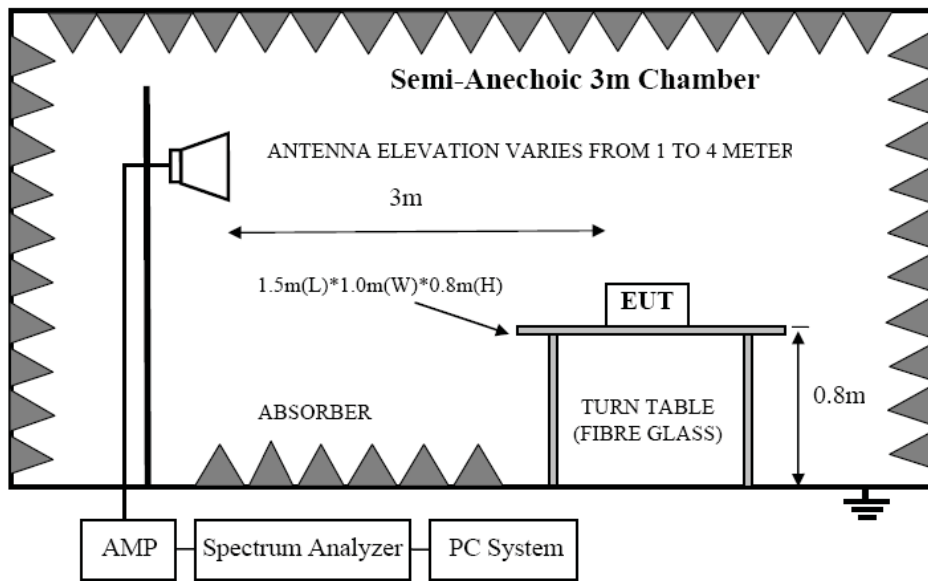 Semi-Anechoic 3m Chamber
ANTENNA ELEVATION VARIES FROM 1 TO 4 METER
3m
1.5m(L)*1.0m(W)*0.8m(H)
EUT
0.8m
ABSORBER
TURN TABLE
(FIBRE GLASS)
AMP
Spectrum Analyzer
PC System